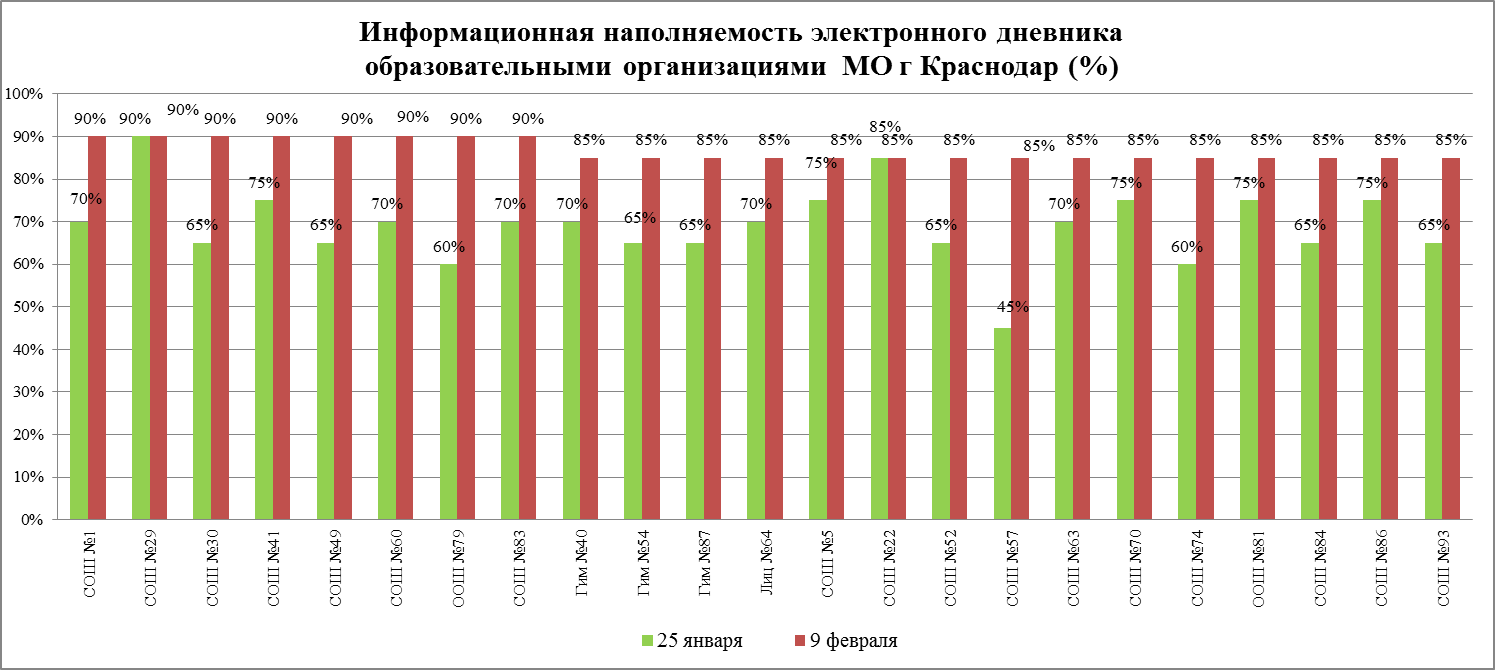 Информационная наполняемость электронного дневника
образовательными организациями МО г Краснодар (%)
100%
90%
80%
70%
60%
50%
40%
30%
20%
10%
0%
70% 90%
90% 90%
65% 90%
75% 90%
65% 90%
70% 90%
60% 90%
70% 90%
70% 85%
65% 85%
65% 85%
70% 85%
75% 85%
85% 85%
65% 85%
45% 85%
70% 85%
75% 85%
60% 85%
75% 85%
65% 85%
75% 85%
65% 85%
СОШ №1
СОШ №29
СОШ №30
СОШ №41
СОШ №49
СОШ №60
ООШ №79
СОШ №83
Гим №40
Гим №54
Гим №87
Лиц №64
СОШ №5
СОШ №22
СОШ №52
СОШ №57
СОШ №63
СОШ №70
СОШ №74
ООШ №81
СОШ №84
СОШ №86
СОШ №93
25 января
9 февраля